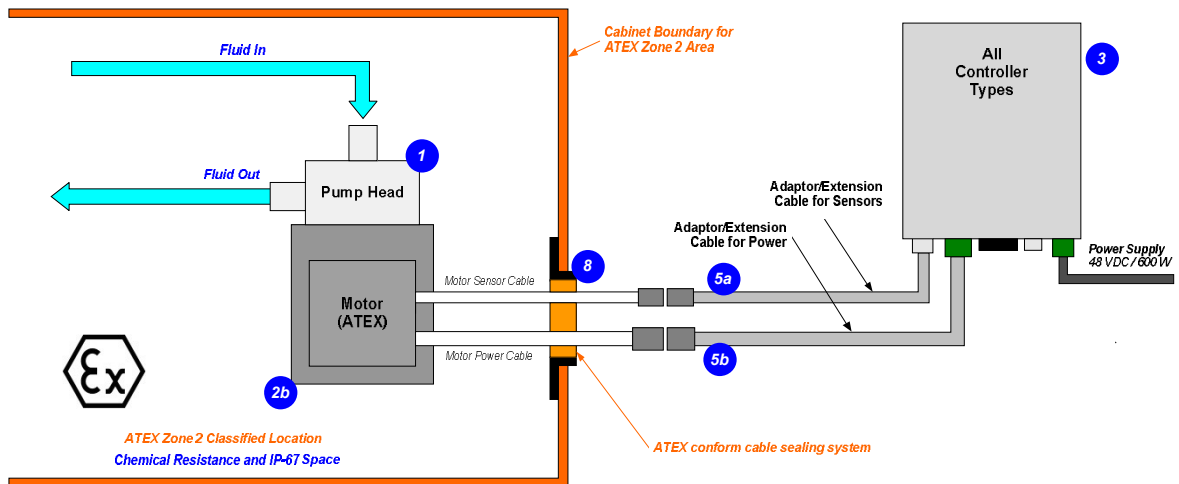 Fluid In
Cabinet Boundary for
ATEX Zone 2 Area
All
Controller
Types
3
1
Fluid Out
Pump Head
Adaptor/Extension
Cable for Sensors
Adaptor/Extension
Cable for Power
Power Supply
48 VDC / 600 W
8
5a
Motor Sensor Cable
Motor
(ATEX)
Motor Power Cable
5b
Ex
2b
ATEX Zone 2 Classified Location
ATEX conform cable sealing system
Chemical Resistance and IP-67 Space